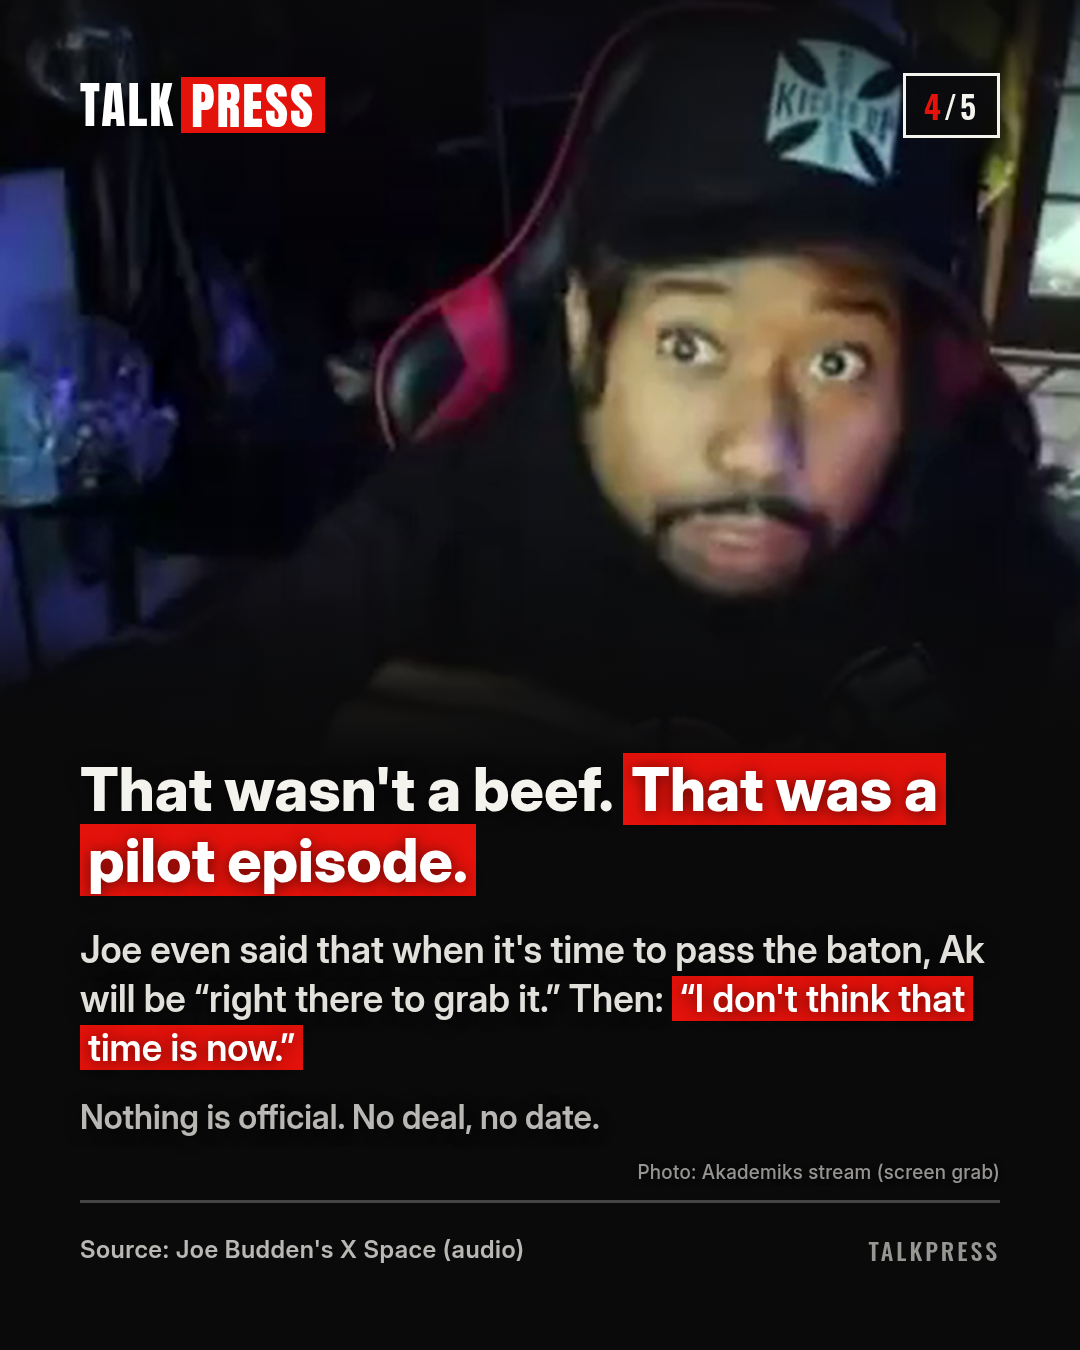 TALK PRESS
4/5
That wasn't a beef. That was a
pilot episode.
Joe even said that when it's time to pass the baton, Ak
will be “right there to grab it.” Then: “I don't think that
time is now.”
Nothing is official. No deal, no date.
Photo: Akademiks stream (screen grab)
Source: Joe Budden's X Space (audio)
TALKPRESS